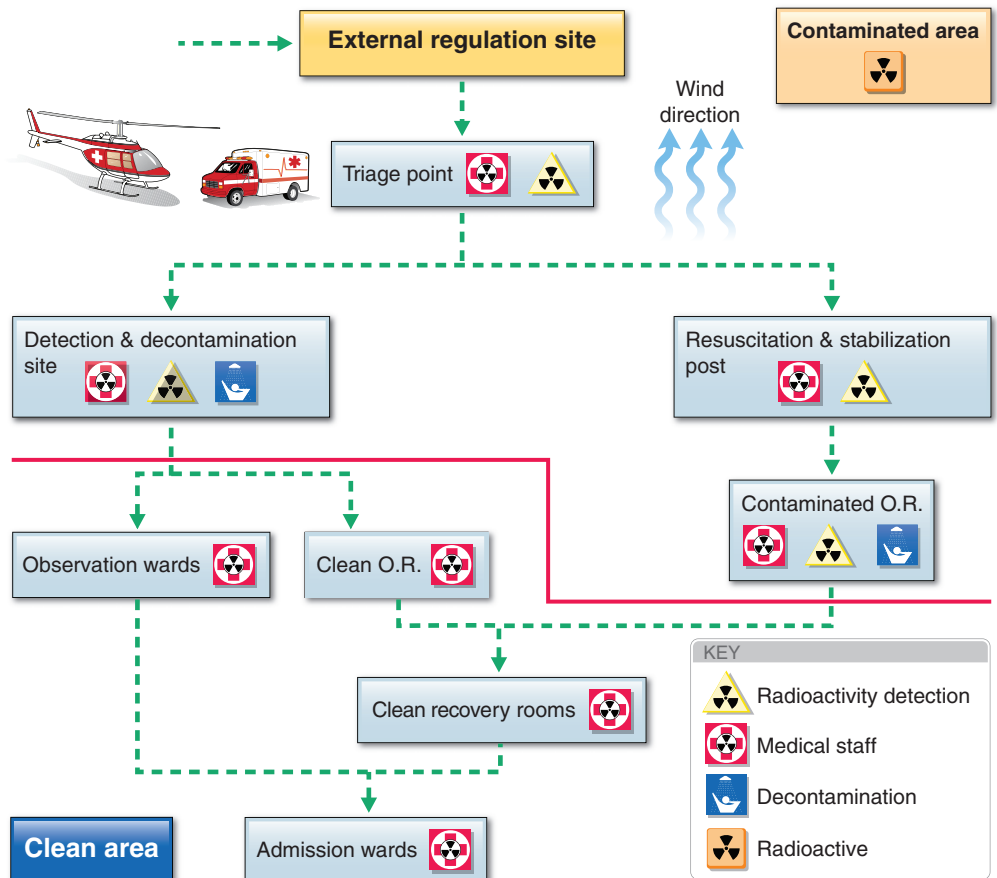 External regulation site
Contaminated area
Wind
direction
Triage point
Detection & decontamination
site
Resuscitation & stabilization
post
Contaminated O.R.
Observation wards
Clean O.R.
Clean recovery rooms
KEY
Radioactivity detection
Medical staff
Decontamination
Radioactive
Clean area
Admission wards